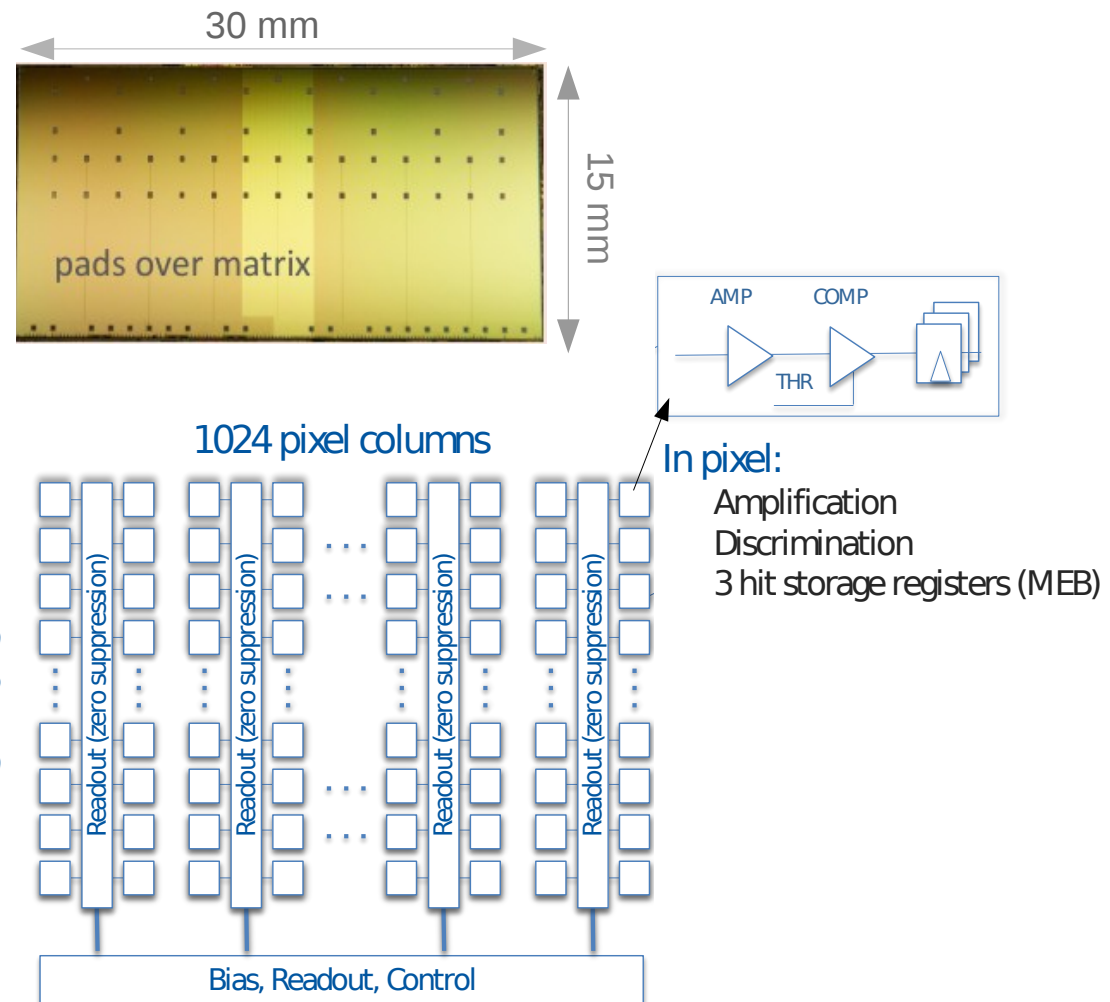 30 mm
15 mm
pads over matrix
AMP COMP
THR
1024 pixel columns
In pixel:
Amplification
Discrimination
3 hit storage registers (MEB)
Readout (zero suppression)
Readout (zero suppression)
Readout (zero suppression)
Readout (zero suppression)
Bias, Readout, Control